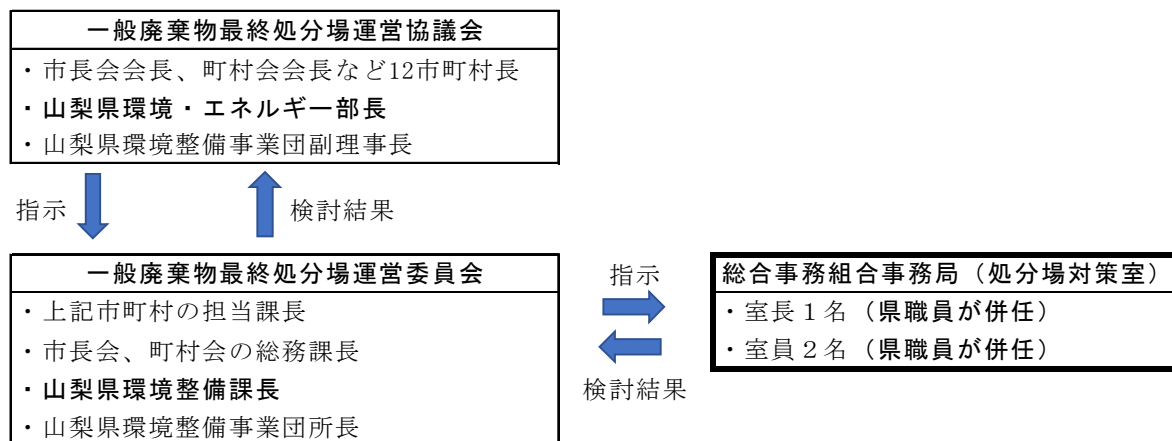 一般廃棄物最終処分場運営協議会
・市長会会長、町村会会長など12市町村長
・山梨県環境・エネルギー部長
・山梨県環境整備事業団副理事長
指示
検討結果
一般廃棄物最終処分場運営委員会
・上記市町村の担当課長
・市長会、町村会の総務課長
・山梨県環境整備課長
・山梨県環境整備事業団所長
指示
検討結果
総合事務組合事務局（処分場対策室）
・室長１名（県職員が併任）
・室員２名（県職員が併任）